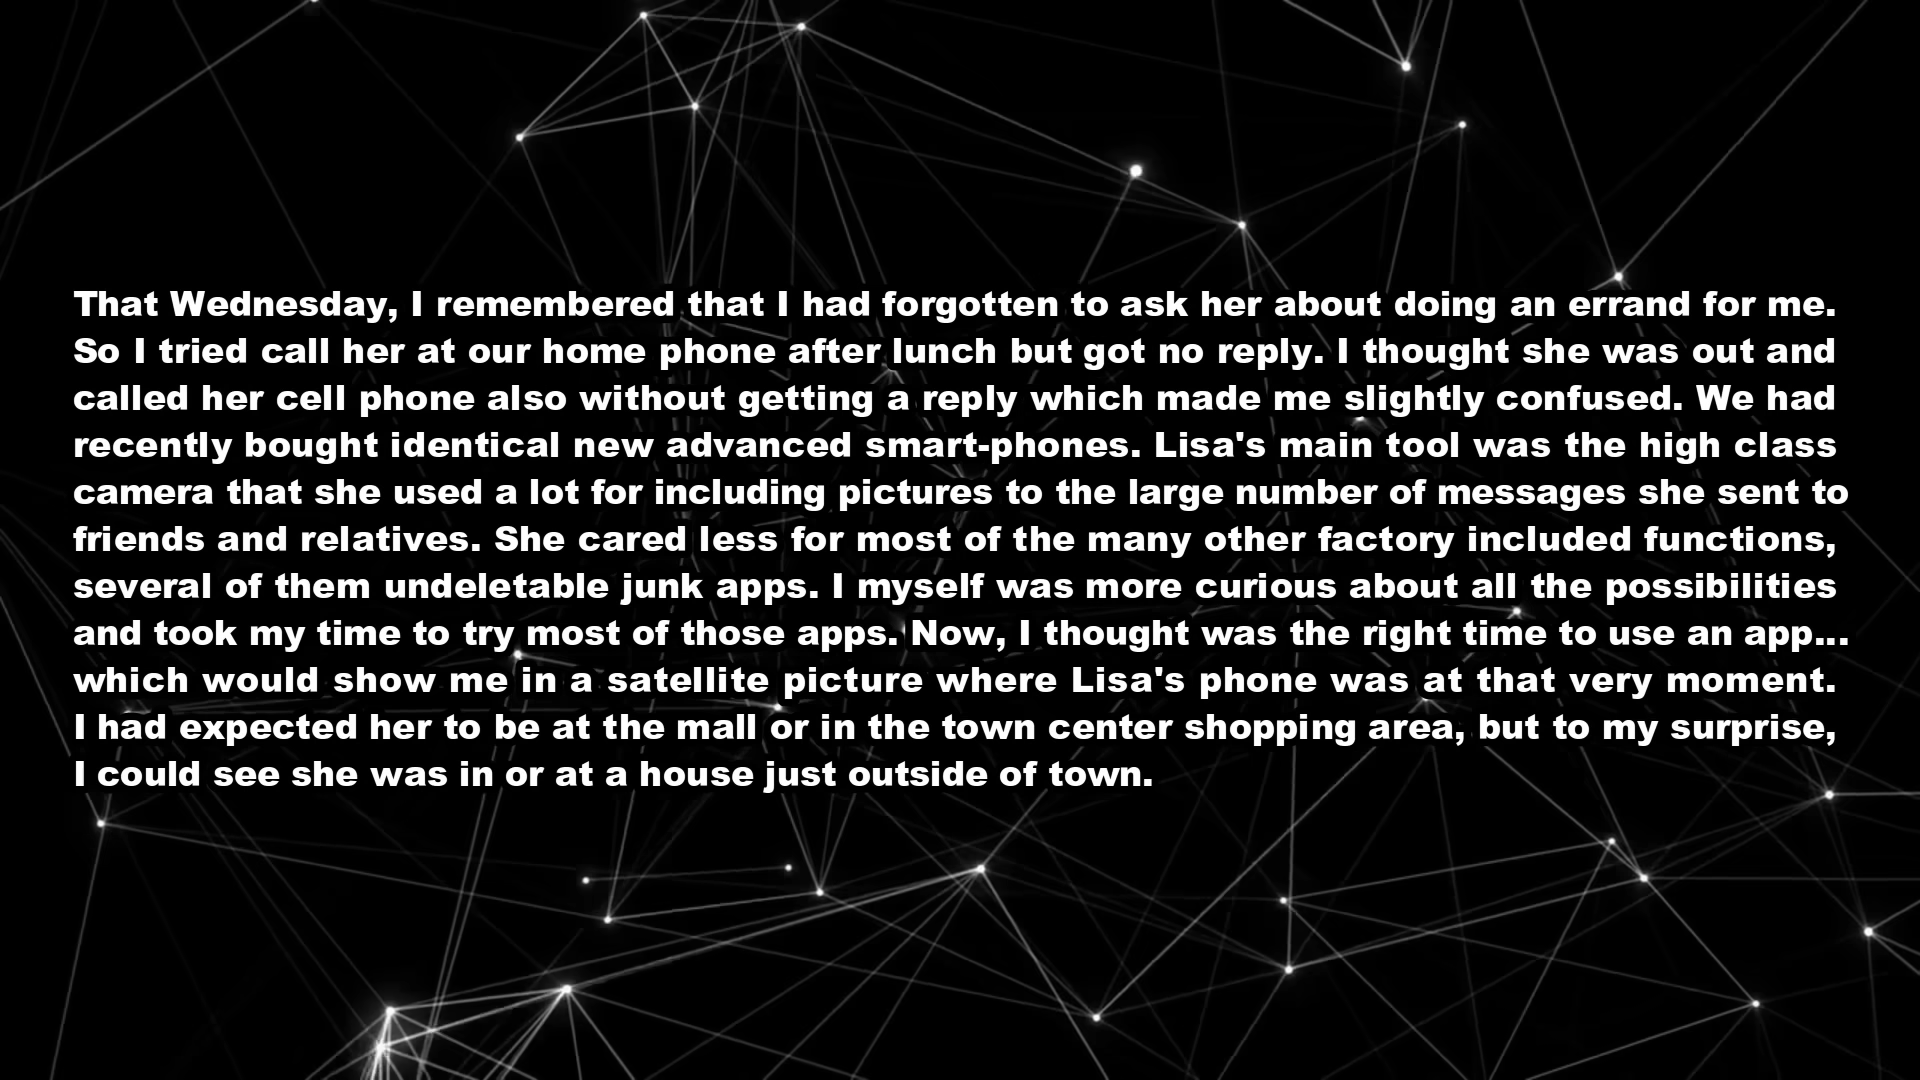 That Wednesday, I remembered that I had forgotten to ask her about doing an errand for me.
So I tried call her at our home phone after lunch but got no reply. I thought she was out and
called her cell phone also without getting a reply which made me slightly confused. We had
recently bought identical new advanced smart-phones. Lisa's main tool was the high class
camera that she used a lot for including pictures to the large number of messages she sent to
friends and relatives. She cared less for most of the many other factory included functions,
several of them undeletable junk apps. I myself was more curious about all the possibilities
and took my time to try most of those apps. Now, I thought was the right time to use an app...
which would show me in a satellite picture where Lisa's phone was at that very moment.
I had expected her to be at the mall or in the town center shopping area, but to my surprise,
I could see she was in or at a house just outside of town.